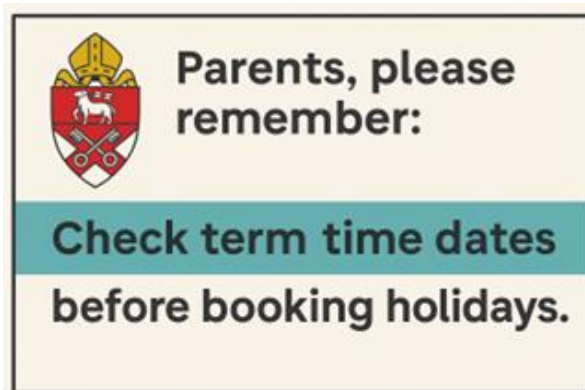 Parents, please
remember:
Check term time dates
before booking holidays.